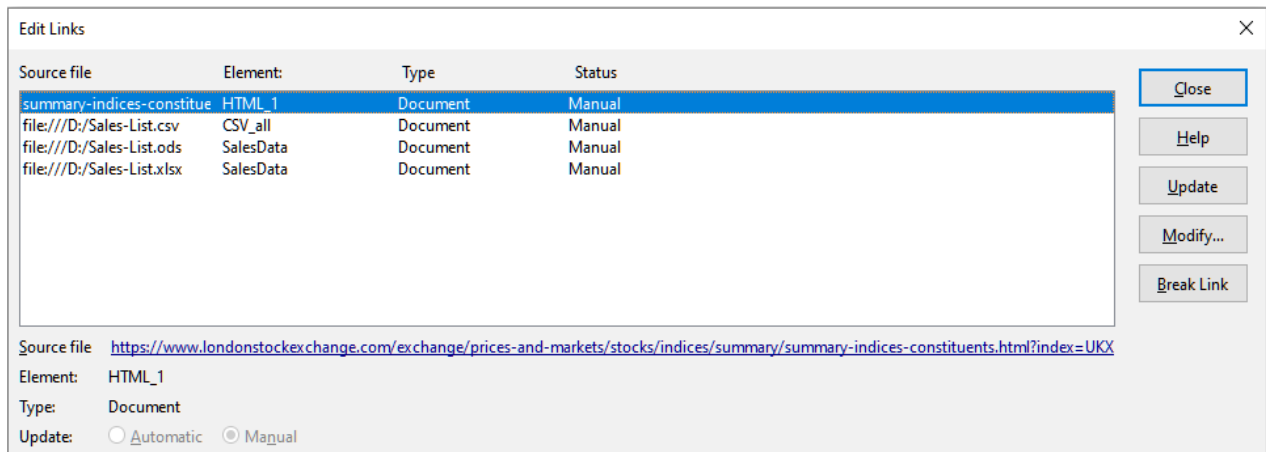 Edit Links
Source file Element: Type Status
summary-indices-constitue HTML_1 Document Manual
file:///D:/Sales-List.csv CSV_all Document Manual
file:///D:/Sales-List.ods SalesData Document Manual
file:///D:/Sales-List.xlsx SalesData Document Manual
Close
Help
Update
Modify...
Break Link
Source file https://www.londonstockexchange.com/exchange/prices-and-markets/stocks/indices/summary/summary-indices-constituents.html?index=UKX
Element: HTML_1
Type: Document
Update: Automatic Manual